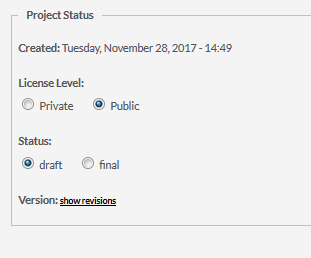 Project Status
Created: Tuesday, November 28, 2017 - 14:49
License Level:
Private Public
Status:
draft final
Version: show revisions